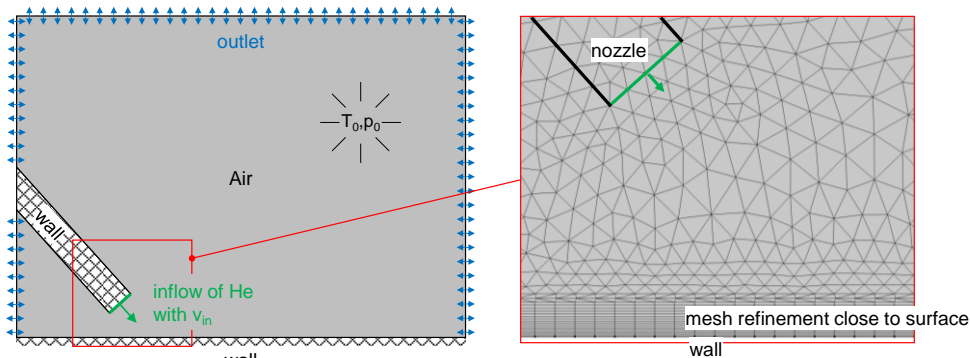 outlet
T0,p0
Air
wall
inflow of He
with vin
wall
nozzle
mesh refinement close to surface
wall